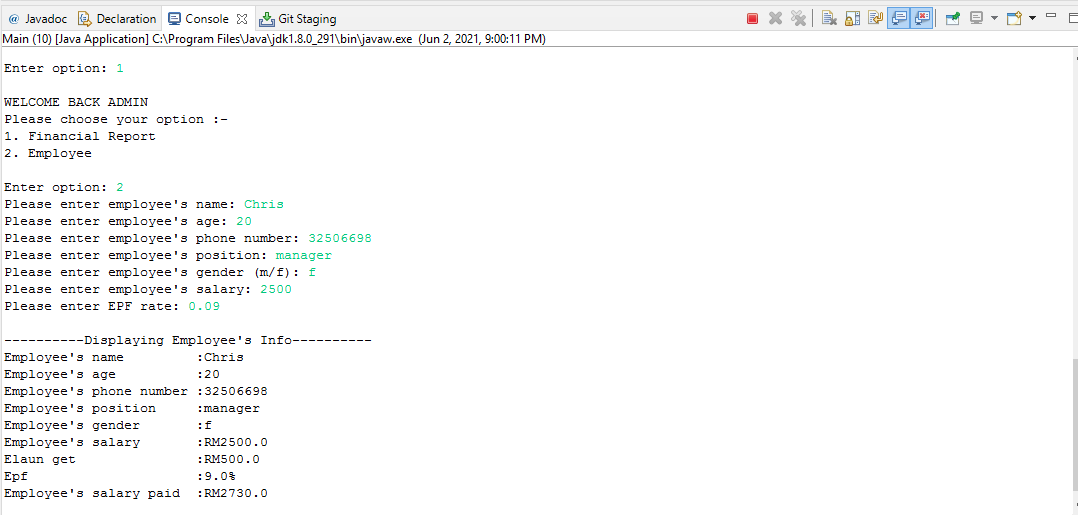 @ Javadoc Declaration Console Git Staging
Main (10) [Java Application] C:\Program Files\Java\jdk1.8.0_291\bin\javaw.exe (Jun 2, 2021, 9:00:11 PM)
Enter option: 1
WELCOME BACK ADMIN
Please choose your option :-
1. Financial Report
2. Employee
Enter option: 2
Please enter employee's name: Chris
Please enter employee's age: 20
Please enter employee's phone number: 32506698
Please enter employee's position: manager
Please enter employee's gender (m/f): f
Please enter employee's salary: 2500
Please enter EPF rate: 0.09
----------Displaying Employee's Info----------
Employee's name :Chris
Employee's age :20
Employee's phone number :32506698
Employee's position :manager
Employee's gender :f
Employee's salary :RM2500.0
Elaun get :RM500.0
Epf :9.0%
Employee's salary paid :RM2730.0